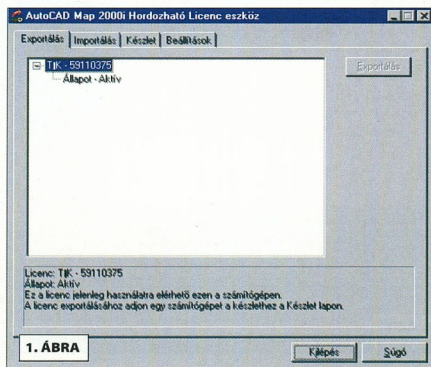 AutoCAD Map 2000i Hordozható Licenc eszköz
Exportálás Importálás Készlet Beállítások
TIK - 59110375
Állapot - Aktív
Exportálás
Licenc: TIK - 59110375
Állapot: Aktív
Ez a licenc jelenleg használatra elérhető ezen a számítógépen.
A licenc exportálásához adjon egy számítógépet a készlethez a Készlet lapon.
1. ÁBRA
Kilépés Súgó